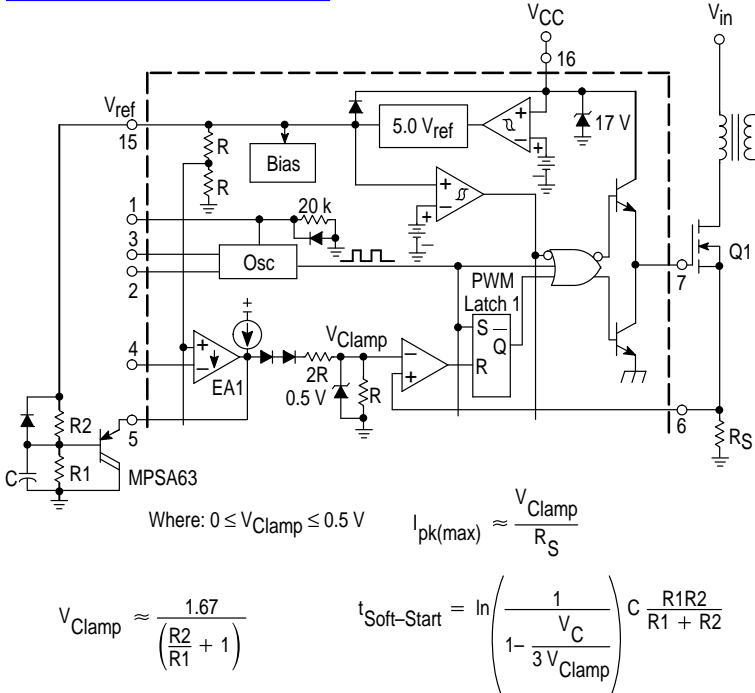 VCC
Vin
16
Vref
15
R
R
Bias
5.0 Vref
+
–
+
–
17 V
+
–
+
–
1
3
2
20 k
Osc
Q1
7
PWM
Latch 1
S
Q
R
+
4
+
–
EA1
VClamp
2R
0.5 V
R
–
+
5
6
RS
R2
R1
C
MPSA63
Where: 0 ≤ VClamp ≤ 0.5 V
Ipk(max) ≈ VClamp / RS
VClamp ≈ 1.67 / (R2/R1 + 1)
tSoft–Start = ln(1 / (1– VC / 3 VClamp)) C R1R2 / R1 + R2